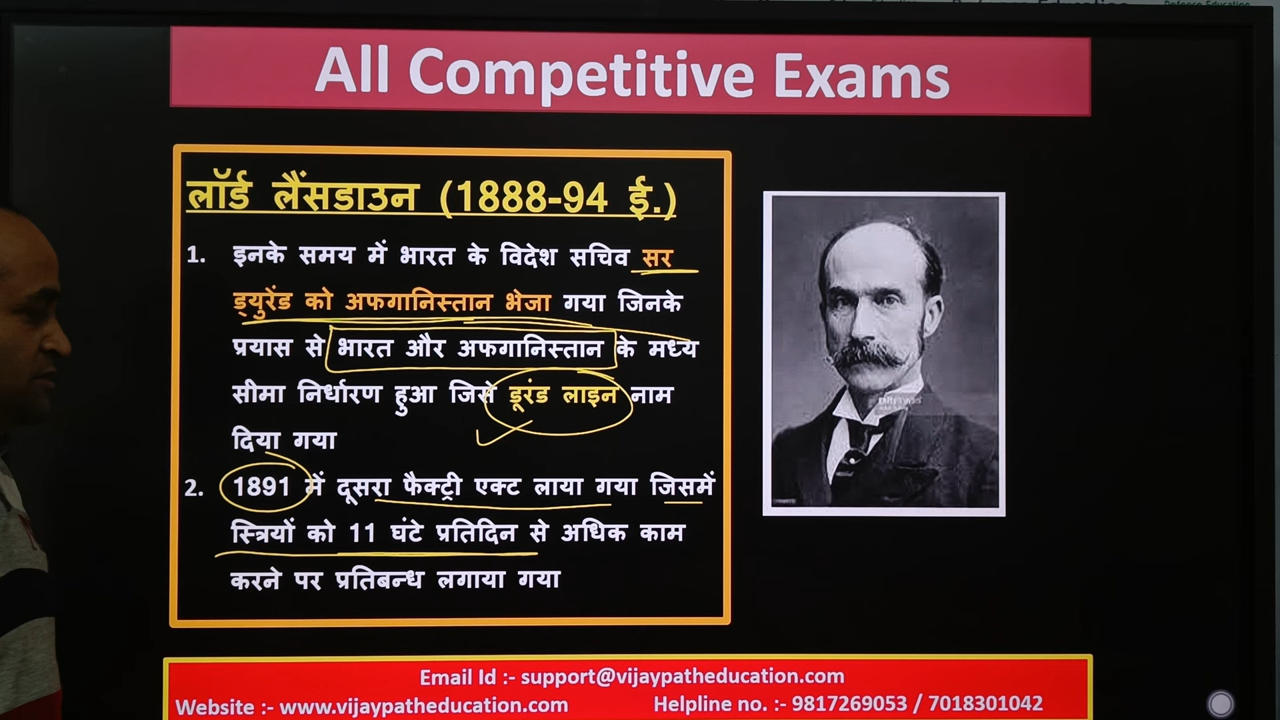 Defence Education
All Competitive Exams
लॉर्ड लैंसडाउन (1888-94 ई.)
1. इनके समय में भारत के विदेश सचिव सर
ड्युरेंड को अफगानिस्तान भेजा गया जिनके
प्रयास से भारत और अफगानिस्तान के मध्य
सीमा निर्धारण हुआ जिसे डूरंड लाइन नाम
दिया गया
2. 1891 में दूसरा फैक्ट्री एक्ट लाया गया जिसमें
स्त्रियों को 11 घंटे प्रतिदिन से अधिक काम
करने पर प्रतिबन्ध लगाया गया
Email Id :- support@vijaypatheducation.com
Website :- www.vijaypatheducation.com Helpline no. :- 9817269053 / 7018301042